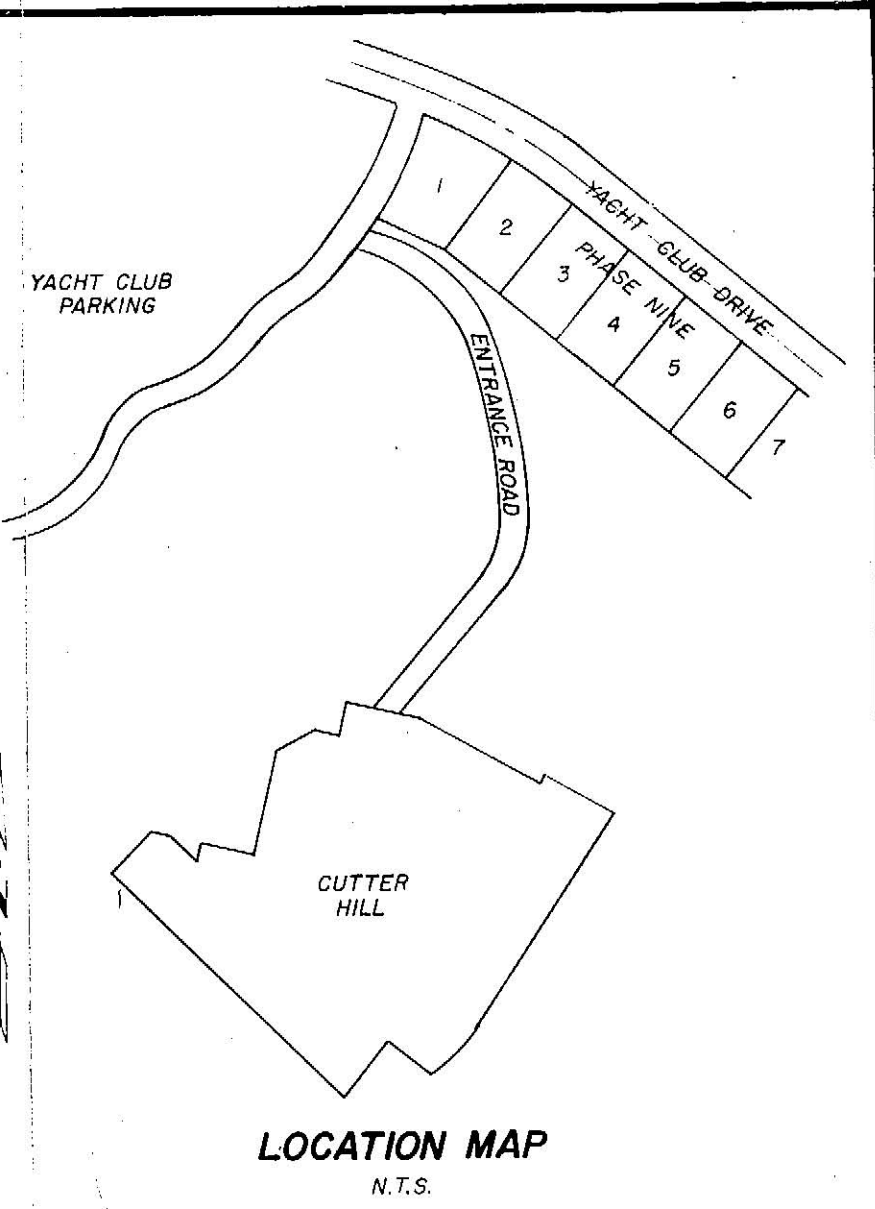 YACHT CLUB DRIVE
1
2
PHASE NINE
3
4
5
6
7
YACHT CLUB
PARKING
ENTRANCE ROAD
CUTTER
HILL
LOCATION MAP
N.T.S.